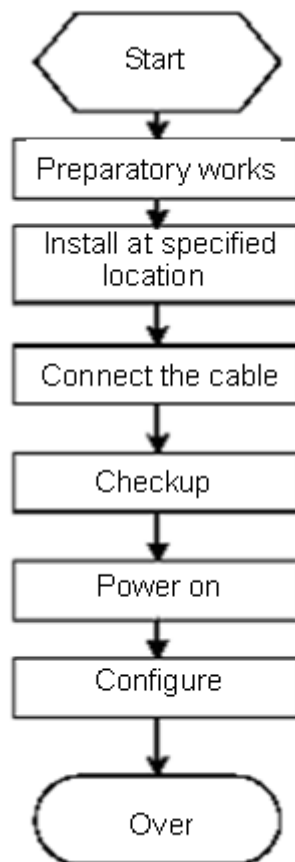 Start
Preparatory works
Install at specified
location
Connect the cable
Checkup
Power on
Configure
Over